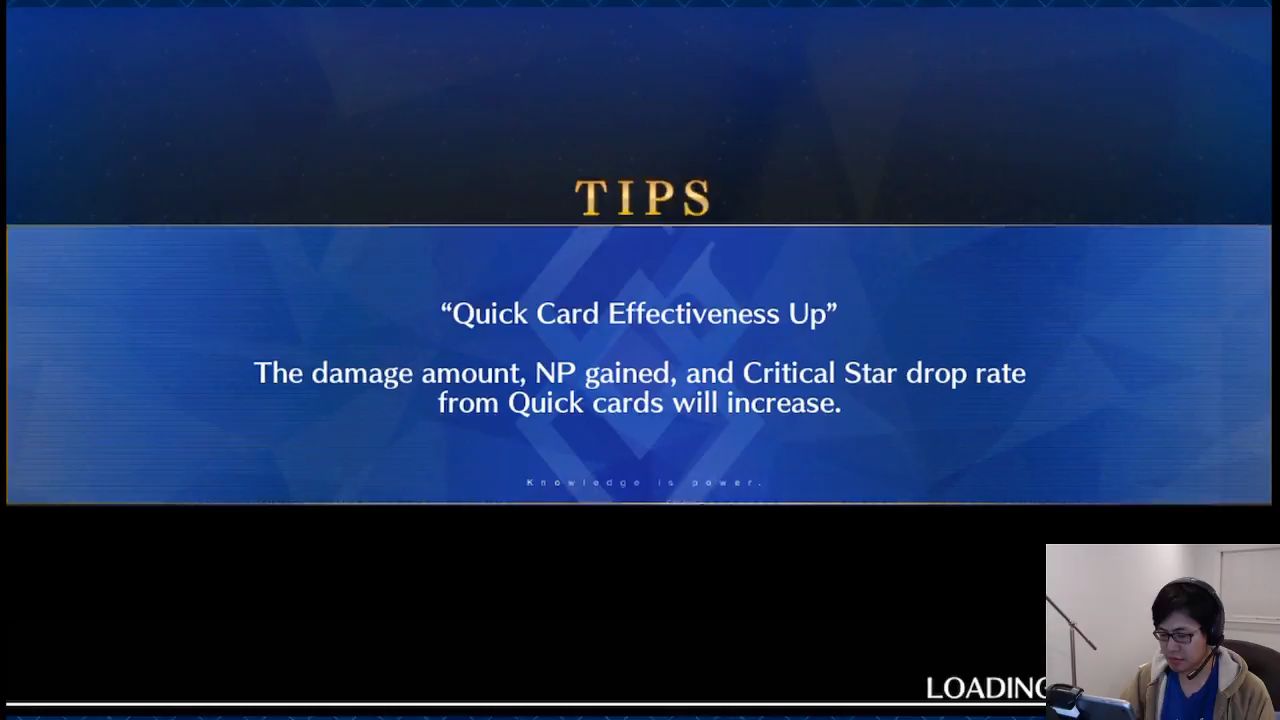 TIPS
“Quick Card Effectiveness Up”
The damage amount, NP gained, and Critical Star drop rate
from Quick cards will increase.
Knowledge is power.
LOADING